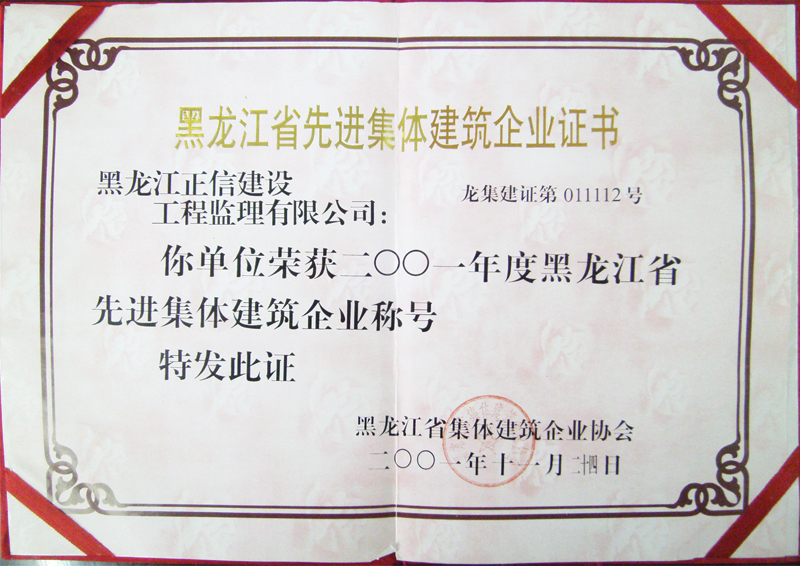 黑龙江省先进集体建筑企业证书
黑龙江正信建设
龙集建证第 011112 号
工程监理有限公司：
你单位荣获二〇〇一年度黑龙江省
先进集体建筑企业称号
特发此证
黑龙江省集体建筑企业协会
二〇〇一年十一月二十四日